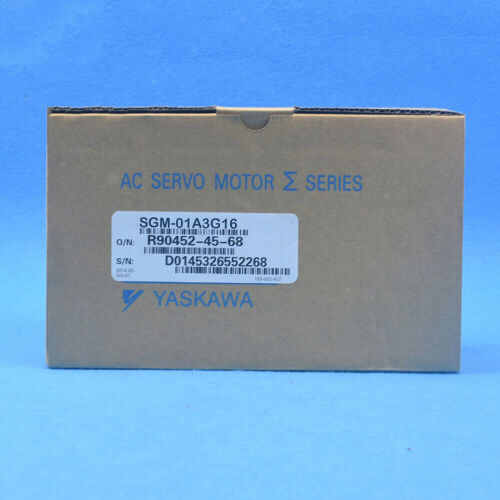 AC SERVO MOTOR Σ SERIES
SGM-01A3G16
O/N: R90452-45-68
S/N: D0145326552268
YASKAWA